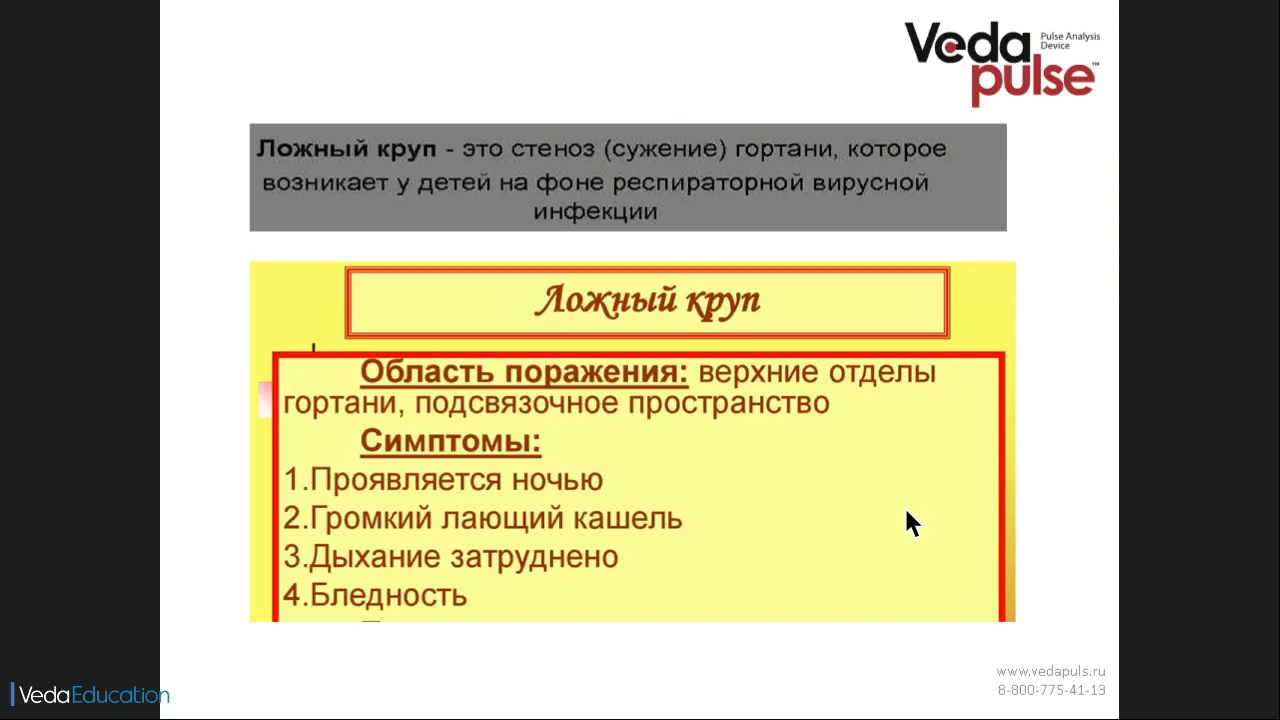 Veda
pulse™
Pulse Analysis
Device
Ложный круп - это стеноз (сужение) гортани, которое
возникает у детей на фоне респираторной вирусной
инфекции
Ложный круп
Область поражения: верхние отделы
гортани, подсвязочное пространство
Симптомы:
1.Проявляется ночью
2.Громкий лающий кашель
3.Дыхание затруднено
4.Бледность
www.vedapuls.ru
8-800-775-41-13
VedaEducation